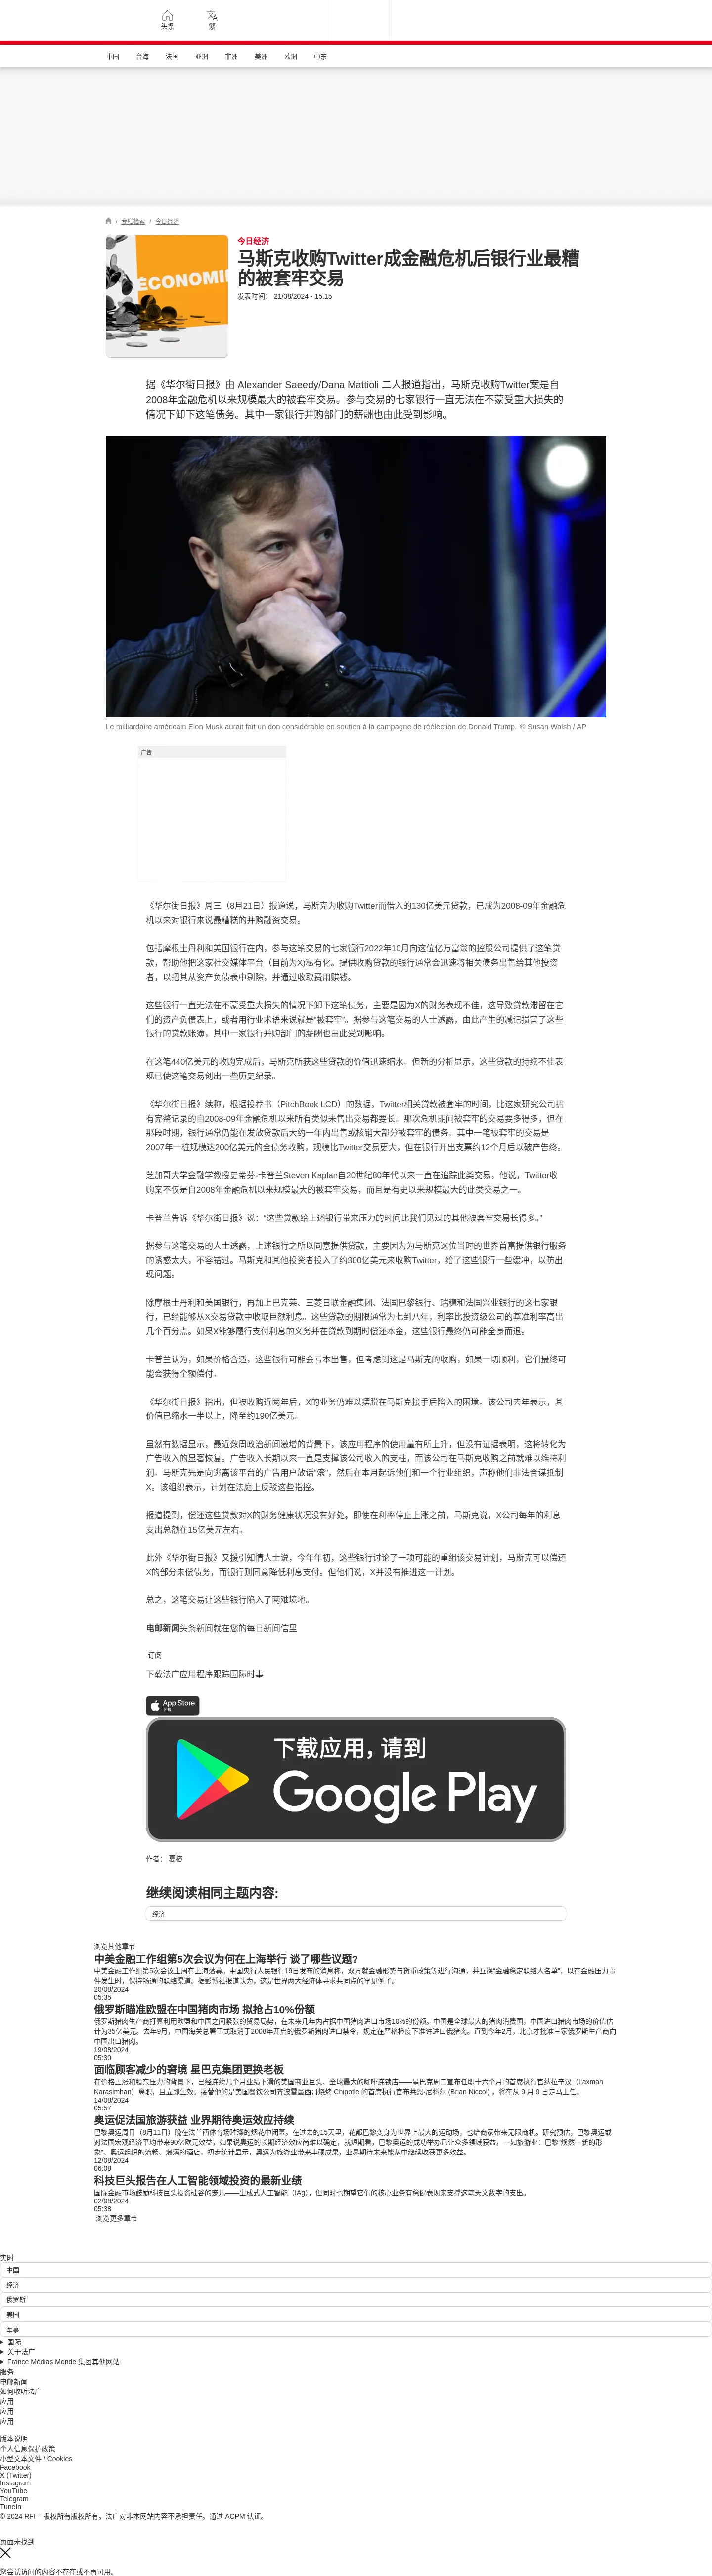 头条
繁
中国
台海
法国
亚洲
非洲
美洲
欧洲
中东
/ 专栏检索 / 今日经济
ECONOMIE
今日经济
马斯克收购Twitter成金融危机后银行业最糟
的被套牢交易
发表时间： 21/08/2024 - 15:15
据《华尔街日报》由 Alexander Saeedy/Dana Mattioli 二人报道指出，马斯克收购Twitter案是自
2008年金融危机以来规模最大的被套牢交易。参与交易的七家银行一直无法在不蒙受重大损失的
情况下卸下这笔债务。其中一家银行并购部门的薪酬也由此受到影响。
Le milliardaire américain Elon Musk aurait fait un don considérable en soutien à la campagne de réélection de Donald Trump. © Susan Walsh / AP
广告
《华尔街日报》周三（8月21日）报道说，马斯克为收购Twitter而借入的130亿美元贷款，已成为2008-09年金融危
机以来对银行来说最糟糕的并购融资交易。
包括摩根士丹利和美国银行在内，参与这笔交易的七家银行2022年10月向这位亿万富翁的控股公司提供了这笔贷
款，帮助他把这家社交媒体平台（目前为X)私有化。提供收购贷款的银行通常会迅速将相关债务出售给其他投资
者，以把其从资产负债表中剔除，并通过收取费用赚钱。
这些银行一直无法在不蒙受重大损失的情况下卸下这笔债务，主要是因为X的财务表现不佳，这导致贷款滞留在它
们的资产负债表上，或者用行业术语来说就是“被套牢”。据参与这笔交易的人士透露，由此产生的减记损害了这些
银行的贷款账簿，其中一家银行并购部门的薪酬也由此受到影响。
在这笔440亿美元的收购完成后，马斯克所获这些贷款的价值迅速缩水。但新的分析显示，这些贷款的持续不佳表
现已使这笔交易创出一些历史纪录。
《华尔街日报》续称，根据投荐书（PitchBook LCD）的数据，Twitter相关贷款被套牢的时间，比这家研究公司拥
有完整记录的自2008-09年金融危机以来所有类似未售出交易都要长。那次危机期间被套牢的交易要多得多，但在
那段时期，银行通常仍能在发放贷款后大约一年内出售或核销大部分被套牢的债务。其中一笔被套牢的交易是
2007年一桩规模达200亿美元的全债务收购，规模比Twitter交易更大，但在银行开出支票约12个月后以破产告终。
芝加哥大学金融学教授史蒂芬-卡普兰Steven Kaplan自20世纪80年代以来一直在追踪此类交易，他说，Twitter收
购案不仅是自2008年金融危机以来规模最大的被套牢交易，而且是有史以来规模最大的此类交易之一。
卡普兰告诉《华尔街日报》说：“这些贷款给上述银行带来压力的时间比我们见过的其他被套牢交易长得多。”
据参与这笔交易的人士透露，上述银行之所以同意提供贷款，主要因为为马斯克这位当时的世界首富提供银行服务
的诱惑太大，不容错过。马斯克和其他投资者投入了约300亿美元来收购Twitter，给了这些银行一些缓冲，以防出
现问题。
除摩根士丹利和美国银行，再加上巴克莱、三菱日联金融集团、法国巴黎银行、瑞穗和法国兴业银行的这七家银
行，已经能够从X交易贷款中收取巨额利息。这些贷款的期限通常为七到八年，利率比投资级公司的基准利率高出
几个百分点。如果X能够履行支付利息的义务并在贷款到期时偿还本金，这些银行最终仍可能全身而退。
卡普兰认为，如果价格合适，这些银行可能会亏本出售，但考虑到这是马斯克的收购，如果一切顺利，它们最终可
能会获得全额偿付。
《华尔街日报》指出，但被收购近两年后，X的业务仍难以摆脱在马斯克接手后陷入的困境。该公司去年表示，其
价值已缩水一半以上，降至约190亿美元。
虽然有数据显示，最近数周政治新闻激增的背景下，该应用程序的使用量有所上升，但没有证据表明，这将转化为
广告收入的显著恢复。广告收入长期以来一直是支撑该公司收入的支柱，而该公司在马斯克收购之前就难以维持利
润。马斯克先是向逃离该平台的广告用户放话“滚”，然后在本月起诉他们和一个行业组织，声称他们非法合谋抵制
X。该组织表示，计划在法庭上反驳这些指控。
报道提到，偿还这些贷款对X的财务健康状况没有好处。即使在利率停止上涨之前，马斯克说，X公司每年的利息
支出总额在15亿美元左右。
此外《华尔街日报》又援引知情人士说，今年年初，这些银行讨论了一项可能的重组该交易计划，马斯克可以偿还
X的部分未偿债务，而银行则同意降低利息支付。但他们说，X并没有推进这一计划。
总之，这笔交易让这些银行陷入了两难境地。
电邮新闻头条新闻就在您的每日新闻信里
订阅
下载法广应用程序跟踪国际时事
App Store
下载
下载应用，请到
Google Play
作者： 夏榕
继续阅读相同主题内容:
经济
浏览其他章节
中美金融工作组第5次会议为何在上海举行 谈了哪些议题?
中美金融工作组第5次会议上周在上海落幕。中国央行人民银行19日发布的消息称，双方就金融形势与货币政策等进行沟通，并互换“金融稳定联络人名单”，以在金融压力事
件发生时，保持畅通的联络渠道。据彭博社报道认为，这是世界两大经济体寻求共同点的罕见例子。
20/08/2024
05:35
俄罗斯瞄准欧盟在中国猪肉市场 拟抢占10%份额
俄罗斯猪肉生产商打算利用欧盟和中国之间紧张的贸易局势，在未来几年内占据中国猪肉进口市场10%的份额。中国是全球最大的猪肉消费国，中国进口猪肉市场的价值估
计为35亿美元。去年9月，中国海关总署正式取消于2008年开启的俄罗斯猪肉进口禁令，规定在严格检疫下准许进口俄猪肉。直到今年2月，北京才批准三家俄罗斯生产商向
中国出口猪肉。
19/08/2024
05:30
面临顾客减少的窘境 星巴克集团更换老板
在价格上涨和股东压力的背景下，已经连续几个月业绩下滑的美国商业巨头、全球最大的咖啡连锁店——星巴克周二宣布任职十六个月的首席执行官纳拉辛汉（Laxman
Narasimhan）离职，且立即生效。接替他的是美国餐饮公司齐波雷墨西哥烧烤 Chipotle 的首席执行官布莱恩·尼科尔 (Brian Niccol) ，将在从 9 月 9 日走马上任。
14/08/2024
05:57
奥运促法国旅游获益 业界期待奥运效应持续
巴黎奥运周日（8月11日）晚在法兰西体育场璀璨的烟花中闭幕。在过去的15天里，花都巴黎变身为世界上最大的运动场，也给商家带来无限商机。研究预估，巴黎奥运或
对法国宏观经济平均带来90亿欧元效益，如果说奥运的长期经济效应尚难以确定，就短期看，巴黎奥运的成功举办已让众多领域获益，一如旅游业：巴黎“焕然一新的形
象”、奥运组织的流畅、爆满的酒店，初步统计显示，奥运为旅游业带来丰硕成果，业界期待未来能从中继续收获更多效益。
12/08/2024
06:08
科技巨头报告在人工智能领域投资的最新业绩
国际金融市场鼓励科技巨头投资硅谷的宠儿——生成式人工智能（IAg），但同时也期望它们的核心业务有稳健表现来支撑这笔天文数字的支出。
02/08/2024
05:38
浏览更多章节
实时
中国
经济
俄罗斯
美国
军事
国际
关于法广
France Médias Monde 集团其他网站
服务
电邮新闻
如何收听法广
应用
应用
应用
版本说明
个人信息保护政策
小型文本文件 / Cookies
Facebook
X (Twitter)
Instagram
YouTube
Telegram
TuneIn
© 2024 RFI – 版权所有版权所有。法广对非本网站内容不承担责任。通过 ACPM 认证。
页面未找到
您尝试访问的内容不存在或不再可用。